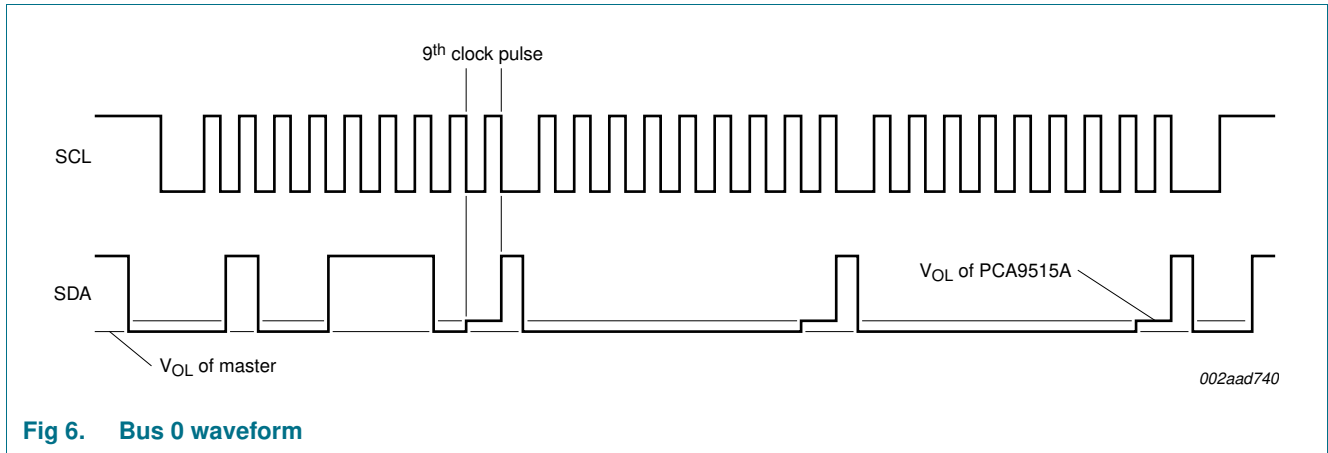 9th clock pulse
SCL
SDA
VOL of PCA9515A
VOL of master
002aad740
Fig 6. Bus 0 waveform